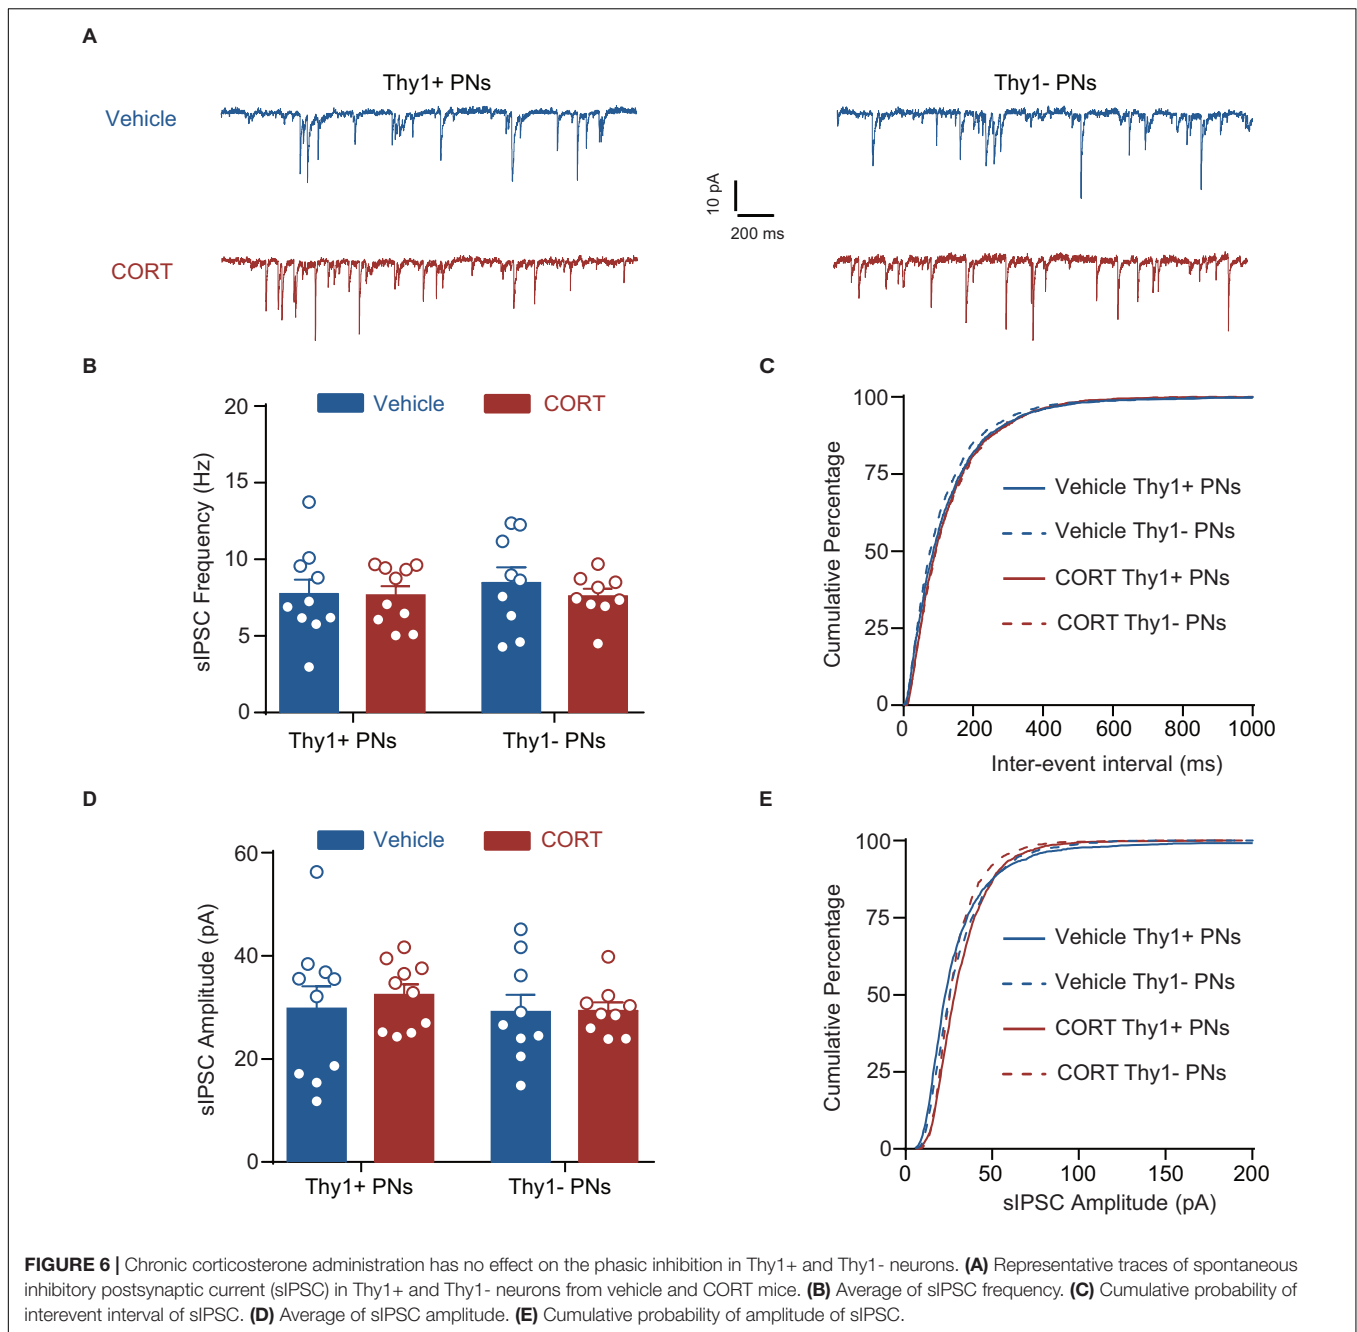 A
Thy1+ PNs
Thy1- PNs
Vehicle
10 pA
200 ms
CORT
B
Vehicle
CORT
20
15
10
5
0
sIPSC Frequency (Hz)
Thy1+ PNs
Thy1- PNs
C
100
75
50
25
0
Cumulative Percentage
Vehicle Thy1+ PNs
Vehicle Thy1- PNs
CORT Thy1+ PNs
CORT Thy1- PNs
0 200 400 600 800 1000
Inter-event interval (ms)
D
Vehicle
CORT
60
40
20
0
sIPSC Amplitude (pA)
Thy1+ PNs
Thy1- PNs
E
100
75
50
25
0
Cumulative Percentage
Vehicle Thy1+ PNs
Vehicle Thy1- PNs
CORT Thy1+ PNs
CORT Thy1- PNs
0 50 100 150 200
sIPSC Amplitude (pA)
FIGURE 6 | Chronic corticosterone administration has no effect on the phasic inhibition in Thy1+ and Thy1- neurons. (A) Representative traces of spontaneous
inhibitory postsynaptic current (sIPSC) in Thy1+ and Thy1- neurons from vehicle and CORT mice. (B) Average of sIPSC frequency. (C) Cumulative probability of
interevent interval of sIPSC. (D) Average of sIPSC amplitude. (E) Cumulative probability of amplitude of sIPSC.